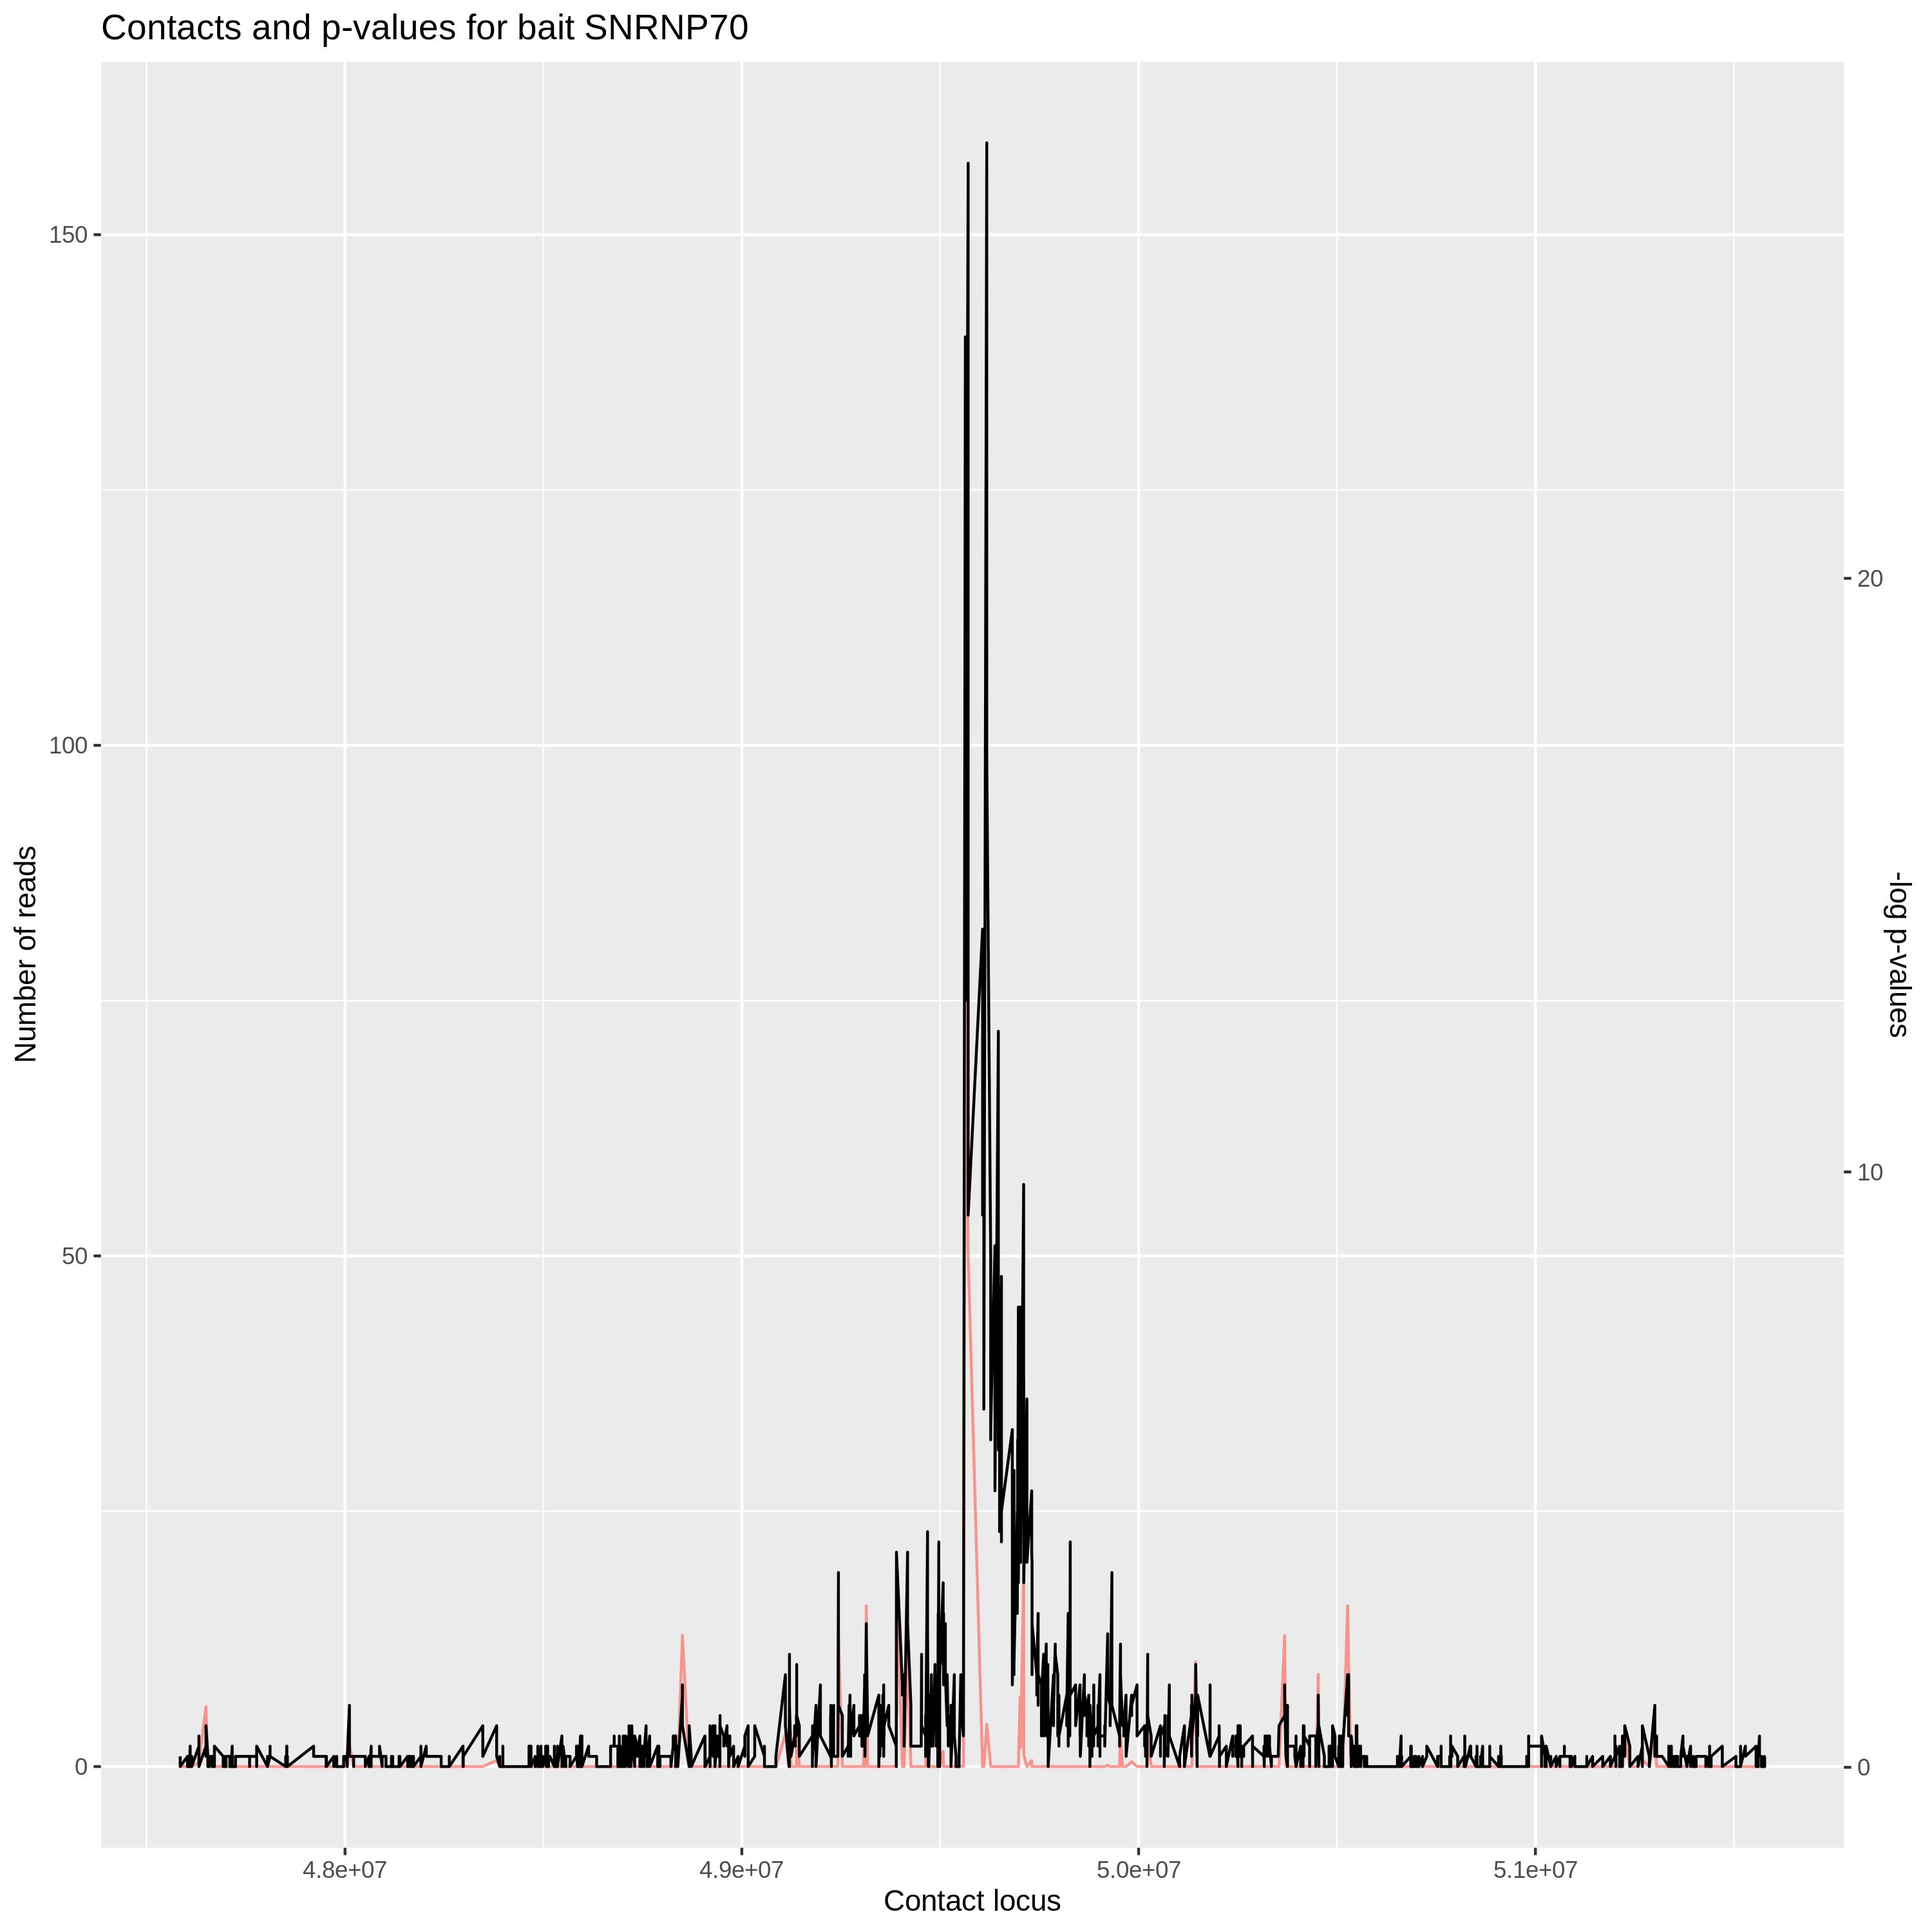 Contacts and p-values for bait SNRNP70
150
100
50
0
Number of reads
20
10
0
-log p-values
4.8e+07
4.9e+07
5.0e+07
5.1e+07
Contact locus